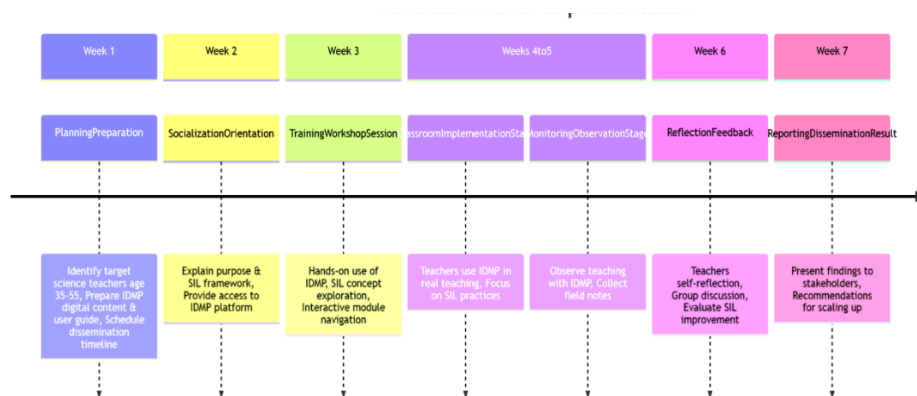 Week 1
Week 2
Week 3
Weeks 4to5
Week 6
Week 7
PlanningPreparation
SocializationOrientation
TrainingWorkshopSession
ReflectionFeedback
ReportingDisseminationResult
Identify target
science teachers age
35-55, Prepare IDMP
digital content &
user guide, Schedule
dissemination
timeline
Explain purpose &
SIL framework,
Provide access to
IDMP platform
Hands-on use of
IDMP, SIL concept
exploration,
Interactive module
navigation
Teachers use IDMP in
real teaching, Focus
on SIL practices
Observe teaching
with IDMP, Collect
field notes
Teachers
self-reflection,
Group discussion,
Evaluate SIL
improvement
Present findings to
stakeholders,
Recommendations
for scaling up